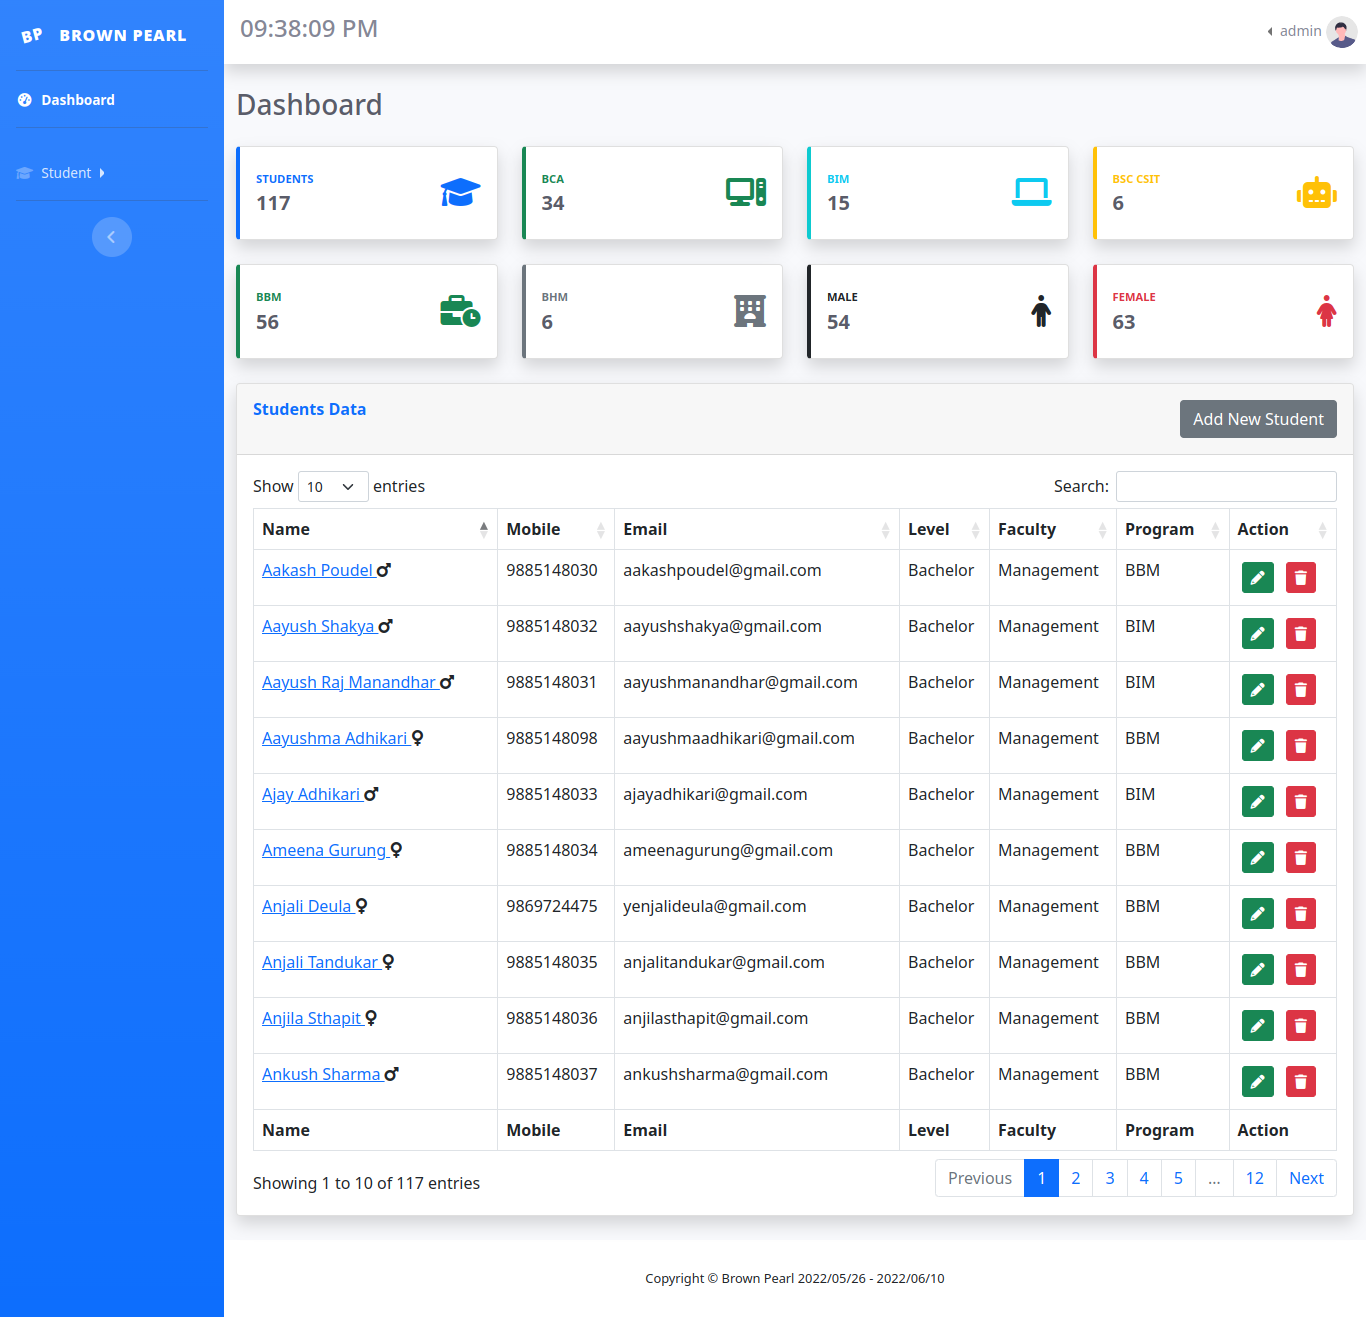 BP BROWN PEARL
Dashboard
Student
09:38:09 PM
admin
Dashboard
STUDENTS
117
BCA
34
BIM
15
BSC CSIT
6
BBM
56
BHM
6
MALE
54
FEMALE
63
Students Data
Add New Student
Show 10 entries
Search:
Name Mobile Email Level Faculty Program Action
Aakash Poudel 9885148030 aakashpoudel@gmail.com Bachelor Management BBM
Aayush Shakya 9885148032 aayushshakya@gmail.com Bachelor Management BIM
Aayush Raj Manandhar 9885148031 aayushmanandhar@gmail.com Bachelor Management BIM
Aayushma Adhikari 9885148098 aayushmaadhikari@gmail.com Bachelor Management BBM
Ajay Adhikari 9885148033 ajayadhikari@gmail.com Bachelor Management BIM
Ameena Gurung 9885148034 ameenagurung@gmail.com Bachelor Management BBM
Anjali Deula 9869724475 yenjalideula@gmail.com Bachelor Management BBM
Anjali Tandukar 9885148035 anjalitandukar@gmail.com Bachelor Management BBM
Anjila Sthapit 9885148036 anjilasthapit@gmail.com Bachelor Management BBM
Ankush Sharma 9885148037 ankushsharma@gmail.com Bachelor Management BBM
Name Mobile Email Level Faculty Program Action
Showing 1 to 10 of 117 entries
Previous 1 2 3 4 5 … 12 Next
Copyright © Brown Pearl 2022/05/26 - 2022/06/10